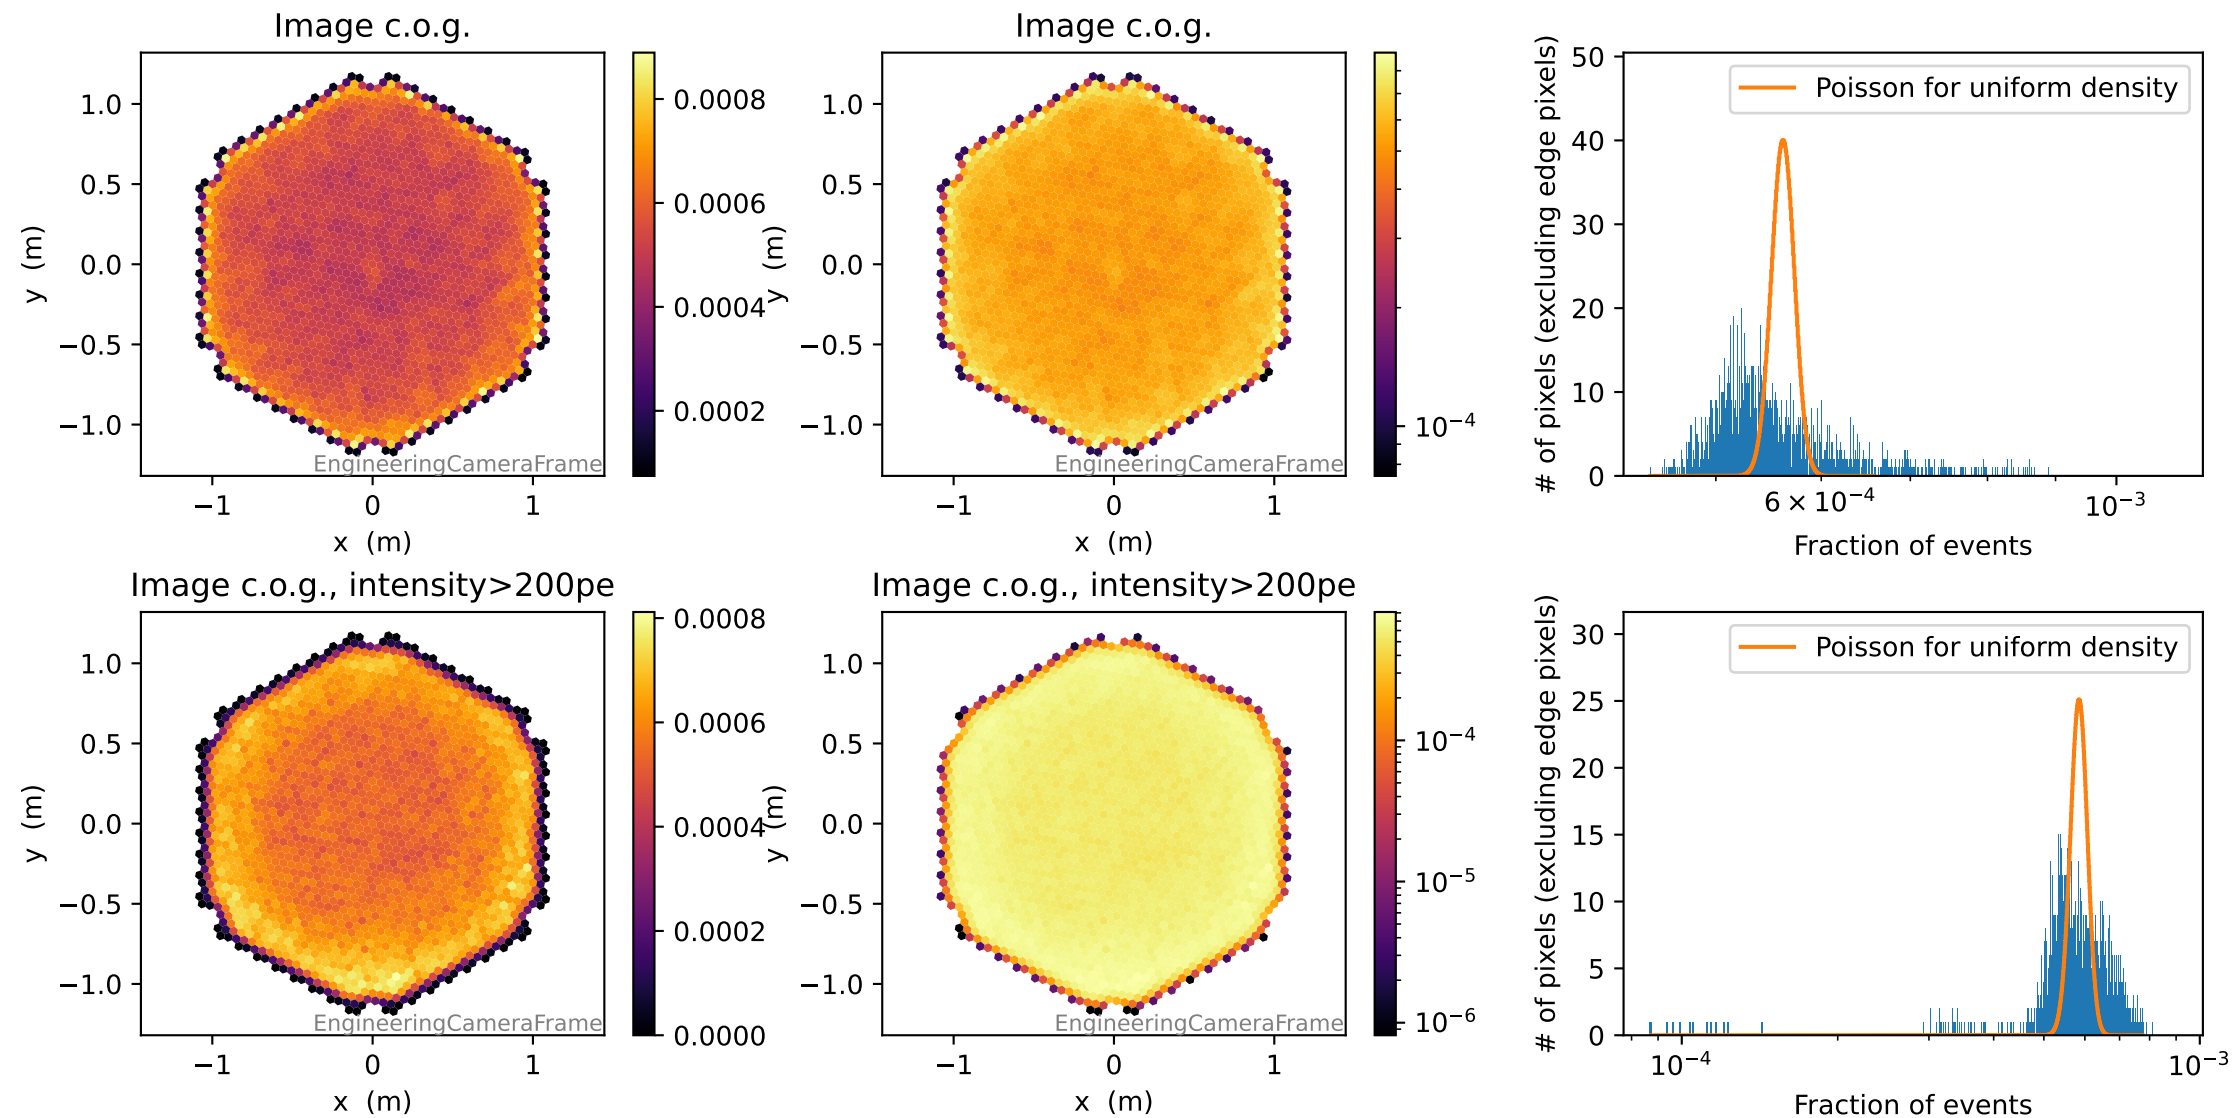 Image c.o.g.
y (m)
1.0
0.5
0.0
−0.5
−1.0
−1
0
1
x (m)
EngineeringCameraFrame
0.0008
0.0006
0.0004
0.0002
Image c.o.g.
y (m)
1.0
0.5
0.0
−0.5
−1.0
−1
0
1
x (m)
EngineeringCameraFrame
10⁻⁴
# of pixels (excluding edge pixels)
50
40
30
20
10
0
Poisson for uniform density
6 × 10⁻⁴
10⁻³
Fraction of events
Image c.o.g., intensity>200pe
y (m)
1.0
0.5
0.0
−0.5
−1.0
−1
0
1
x (m)
EngineeringCameraFrame
0.0008
0.0006
0.0004
0.0002
0.0000
Image c.o.g., intensity>200pe
y (m)
1.0
0.5
0.0
−0.5
−1.0
−1
0
1
x (m)
EngineeringCameraFrame
10⁻⁴
10⁻⁵
10⁻⁶
# of pixels (excluding edge pixels)
30
25
20
15
10
5
0
Poisson for uniform density
10⁻⁴
10⁻³
Fraction of events